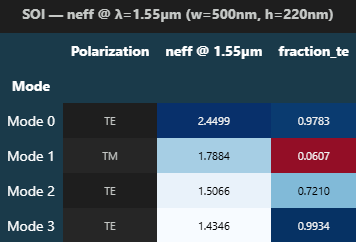 SOI — neff @ λ=1.55μm (w=500nm, h=220nm)
Polarization neff @ 1.55μm fraction_te
Mode
Mode 0 TE 2.4499 0.9783
Mode 1 TM 1.7884 0.0607
Mode 2 TE 1.5066 0.7210
Mode 3 TE 1.4346 0.9934